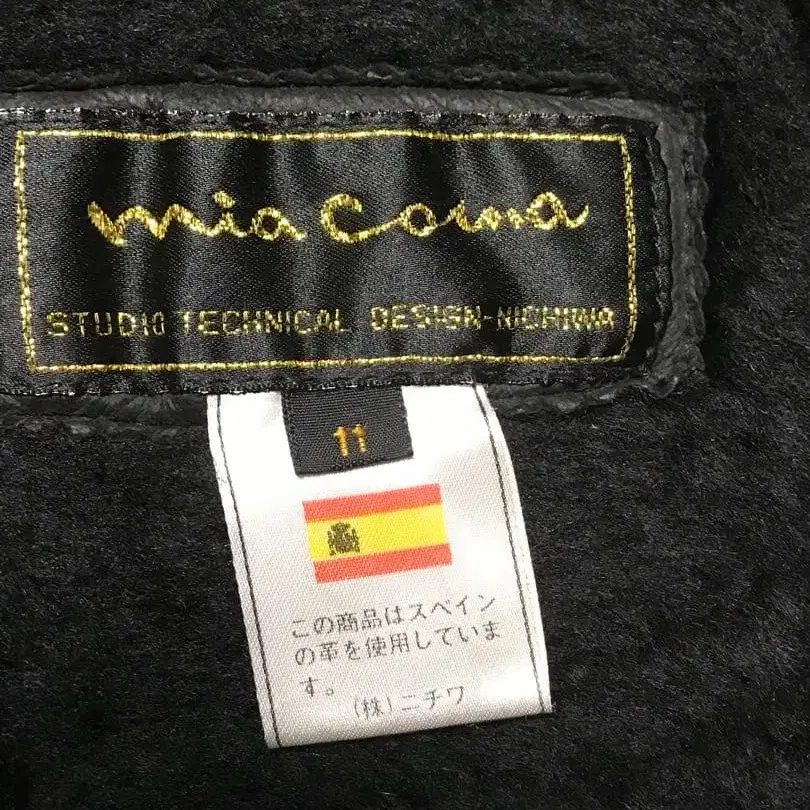 mia Coma
STUDIO TECHNICAL DESIGN-NICHIWA
11
この商品はスペイン
の革を使用していま
す。
(株)ニチワ